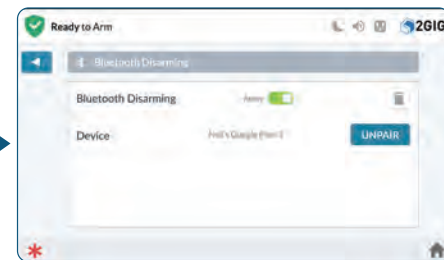 Ready to Arm
2GIG
Bluetooth Disarming
Bluetooth Disarming
Device
UNPAIR